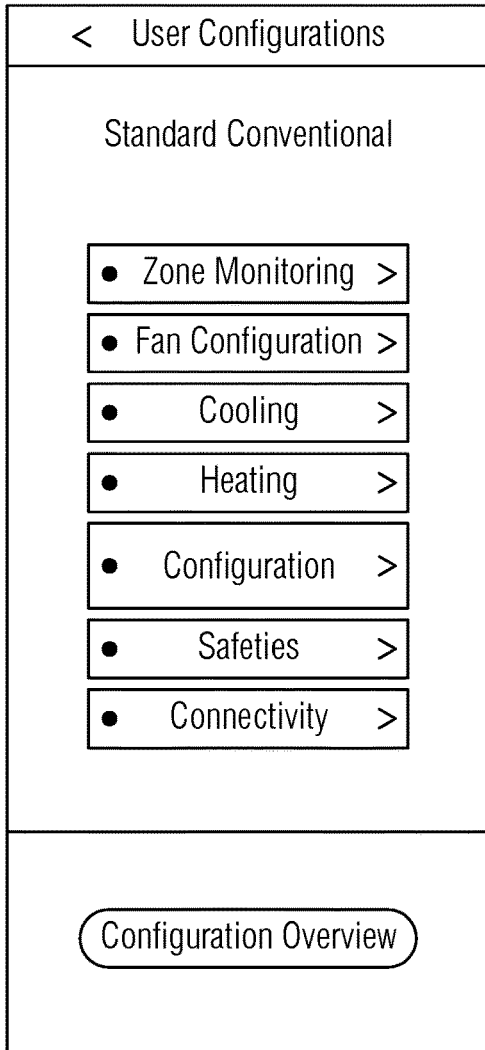 < User Configurations
Standard Conventional
● Zone Monitoring >
● Fan Configuration >
● Cooling >
● Heating >
● Configuration >
● Safeties >
● Connectivity >
Configuration Overview